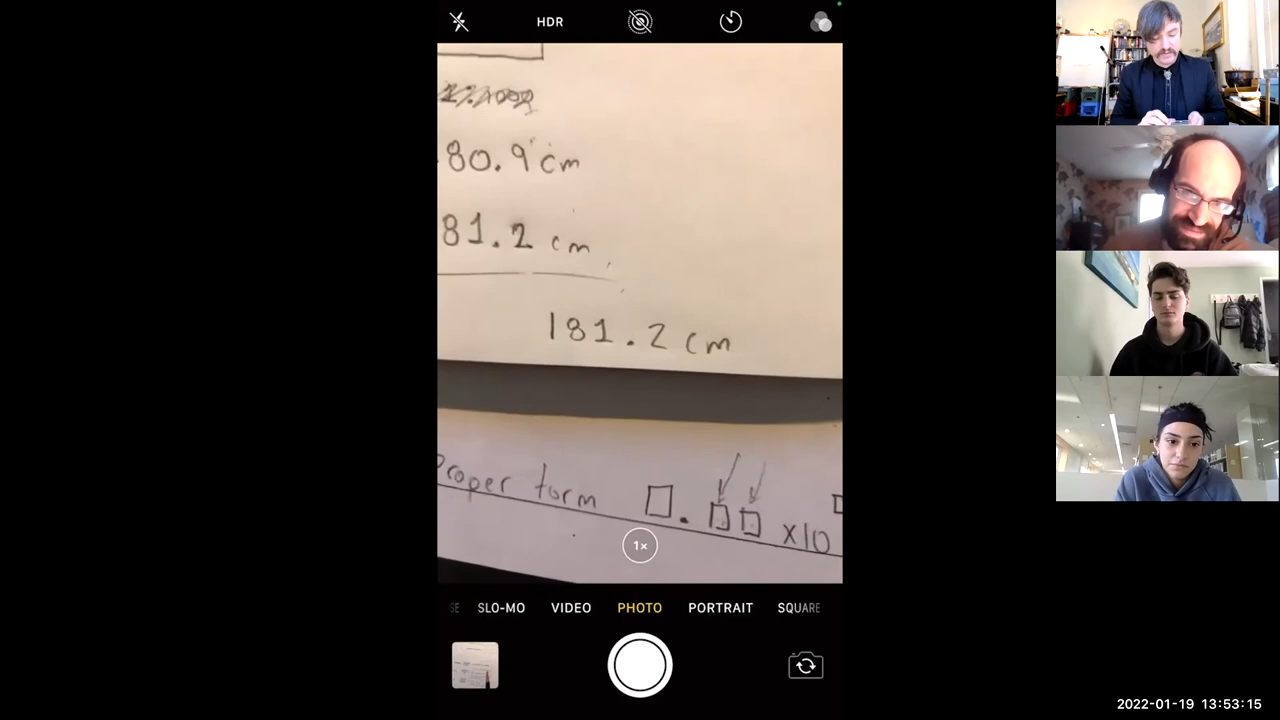 HDR
80.9 cm
81.2 cm
181.2 cm
proper form □.□□ x10
1×
SLO-MO VIDEO PHOTO PORTRAIT SQUARE
2022-01-19 13:53:15